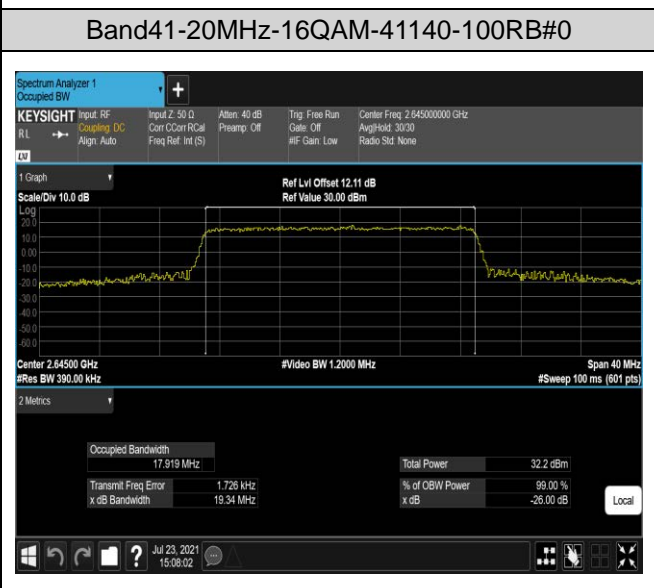 Band41-20MHz-16QAM-41140-100RB#0
Spectrum Analyzer 1
Occupied BW
+
KEYSIGHT Input: RF Input Z: 50 Ω Atten: 40 dB Trig: Free Run Center Freq: 2.645000000 GHz
RL Coupling: DC Corr CCorr RCal Preamp: Off Gate: Off Avg|Hold: 30/30
Align: Auto Freq Ref: Int (S) #IF Gain: Low Radio Std: None
LXI
1 Graph
Ref Lvl Offset 12.11 dB
Scale/Div 10.0 dB Ref Value 30.00 dBm
Log
20.0
10.0
0.00
-10.0
-20.0
-30.0
-40.0
-50.0
-60.0
Center 2.64500 GHz #Video BW 1.2000 MHz Span 40 MHz
#Res BW 390.00 kHz #Sweep 100 ms (601 pts)
2 Metrics
Occupied Bandwidth
17.919 MHz Total Power 32.2 dBm
Transmit Freq Error 1.726 kHz % of OBW Power 99.00 %
x dB Bandwidth 19.34 MHz x dB -26.00 dB
Local
? Jul 23, 2021
15:08:02